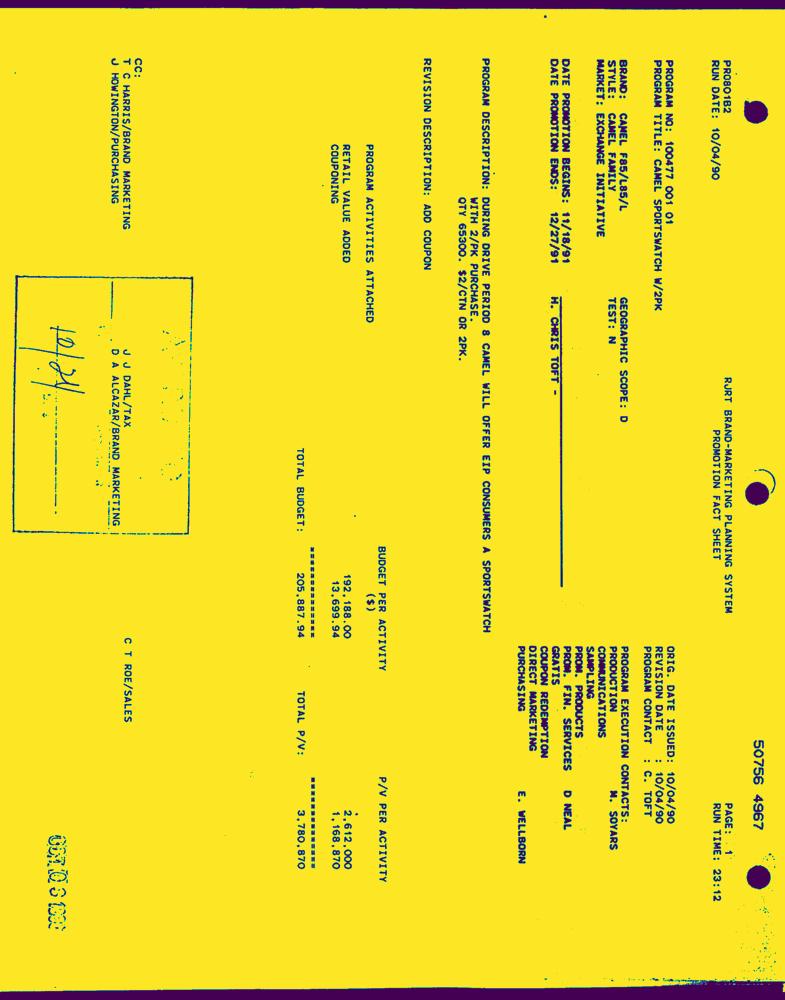 50756 4967
PRO801B2 RJRT BRAND-MARKETING PLANNING SYSTEM PAGE: 1
RUN DATE: 10/04/90 PROMOTION FACT SHEET RUN TIME: 23:12
PROGRAM NO: 100477 001 01 ORIG. DATE ISSUED: 10/04/90
PROGRAM TITLE: CAMEL SPORTSWATCH W/2PK REVISION DATE : 10/04/90
PROGRAM CONTACT : C. TOFT
BRAND: CAMEL F85/L85/L GEOGRAPHIC SCOPE: D PROGRAM EXECUTION CONTACTS:
STYLE: CAMEL FAMILY TEST: N PRODUCTION M. SOYARS
MARKET: EXCHANGE INITIATIVE COMMUNICATIONS
SAMPLING
PROM. PRODUCTS
DATE PROMOTION BEGINS: 11/18/91 PROM. FIN. SERVICES D NEAL
DATE PROMOTION ENDS: 12/27/91 H. CHRIS TOFT - GRATIS
COUPON REDEMPTION
DIRECT MARKETING
PURCHASING E. WELLBORN
PROGRAM DESCRIPTION: DURING DRIVE PERIOD 8 CAMEL WILL OFFER EIP CONSUMERS A SPORTSWATCH
WITH 2/PK PURCHASE.
QTY 65300. $2/CTN OR 2PK.
REVISION DESCRIPTION: ADD COUPON
PROGRAM ACTIVITIES ATTACHED BUDGET PER ACTIVITY P/V PER ACTIVITY
($)
RETAIL VALUE ADDED 192,188.00 2,612,000
COUPONING 13,699.94 1,168,870
TOTAL BUDGET: 205,887.94 TOTAL P/V: 3,780,870
CC:
T C HARRIS/BRAND MARKETING J J DAHL/TAX C T ROE/SALES
J HOWINGTON/PURCHASING D A ALCAZAR/BRAND MARKETING
10/24